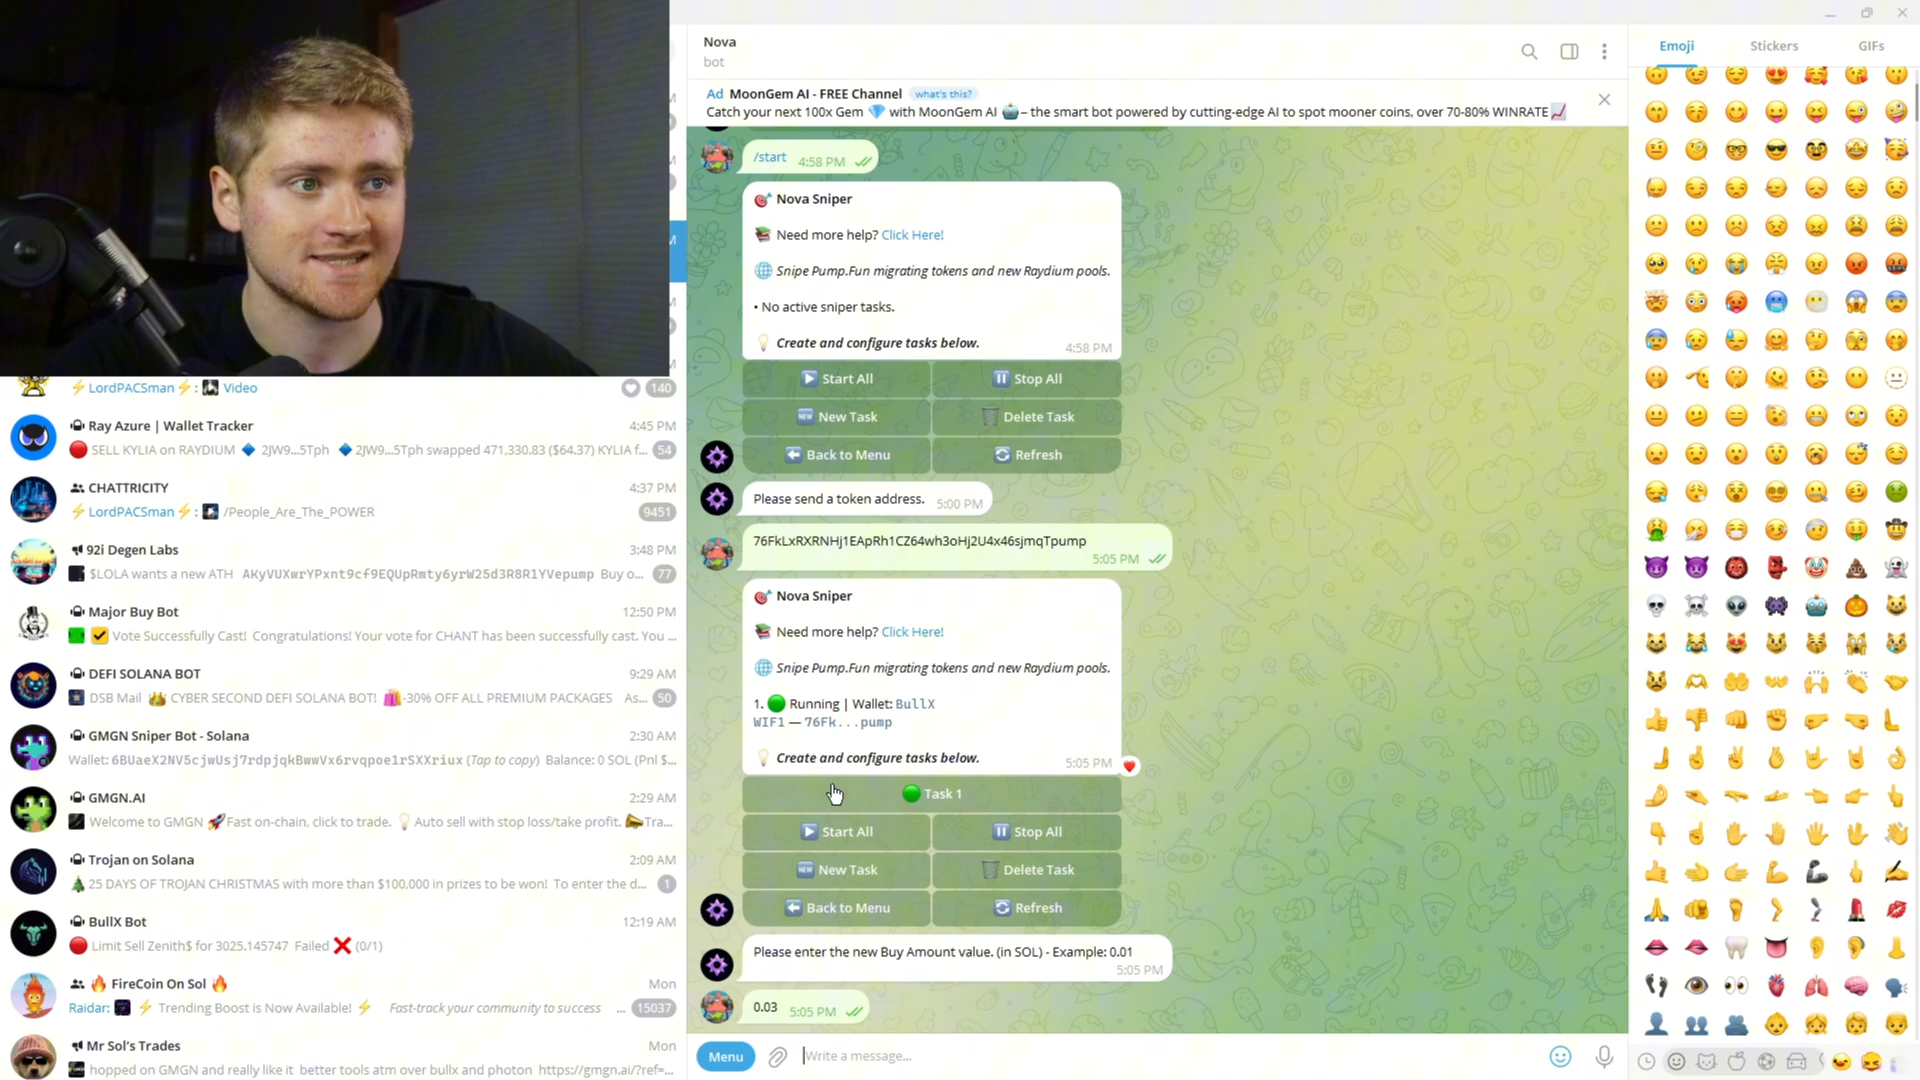 ⚡ LordPACSman ⚡: Video
140
Ray Azure | Wallet Tracker
4:45 PM
SELL KYLIA on RAYDIUM 🔷 2JW9...5Tph 🔷 2JW9...5Tph swapped 471,330.83 ($64.37) KYLIA f...
54
CHATTRICITY
4:37 PM
⚡ LordPACSman ⚡: /People_Are_The_POWER
9451
92i Degen Labs
3:48 PM
$LOLA wants a new ATH AKyVUXwrYPxnt9cf9EQUpRmty6yrW25d3R8R1YVepump Buy o...
77
Major Buy Bot
12:50 PM
Vote Successfully Cast! Congratulations! Your vote for CHANT has been successfully cast. You ...
DEFI SOLANA BOT
9:29 AM
DSB Mail 👑 CYBER SECOND DEFI SOLANA BOT! 🛍️-30% OFF ALL PREMIUM PACKAGES As...
50
GMGN Sniper Bot - Solana
2:30 AM
Wallet: 6BUaeX2NV5cjwUsj7rdpjqkBwwVx6rvqpoe1rSXXriux (Tap to copy) Balance: 0 SOL (Pnl $...
GMGN.AI
2:29 AM
Welcome to GMGN 🚀Fast on-chain, click to trade. 💡Auto sell with stop loss/take profit. 📣Tra...
Trojan on Solana
2:09 AM
🎄25 DAYS OF TROJAN CHRISTMAS with more than $100,000 in prizes to be won! To enter the d...
1
BullX Bot
12:19 AM
🔴 Limit Sell Zenith$ for 3025.145747 Failed ❌ (0/1)
🔥 FireCoin On Sol 🔥
Mon
Raidar: ⚡ Trending Boost is Now Available! ⚡ Fast-track your community to success ...
15037
Mr Sol's Trades
Mon
hopped on GMGN and really like it better tools atm over bullx and photon https://gmgn.ai/?ref=...
Nova
bot
Ad MoonGem AI - FREE Channel what's this?
Catch your next 100x Gem 💎 with MoonGem AI 🤖– the smart bot powered by cutting-edge AI to spot mooner coins, over 70-80% WINRATE 📈
/start 4:58 PM
🎯 Nova Sniper
📚 Need more help? Click Here!
🌐 Snipe Pump.Fun migrating tokens and new Raydium pools.
• No active sniper tasks.
💡 Create and configure tasks below.
4:58 PM
Start All
Stop All
New Task
Delete Task
Back to Menu
Refresh
Please send a token address. 5:00 PM
76FkLxRXRNHj1EApRh1CZ64wh3oHj2U4x46sjmqTpump
5:05 PM
🎯 Nova Sniper
📚 Need more help? Click Here!
🌐 Snipe Pump.Fun migrating tokens and new Raydium pools.
1. 🟢 Running | Wallet: BullX
WIF1 — 76Fk...pump
💡 Create and configure tasks below.
5:05 PM
🟢 Task 1
Start All
Stop All
New Task
Delete Task
Back to Menu
Refresh
Please enter the new Buy Amount value. (in SOL) - Example: 0.01
5:05 PM
0.03 5:05 PM
Menu
Write a message...
Emoji
Stickers
GIFs